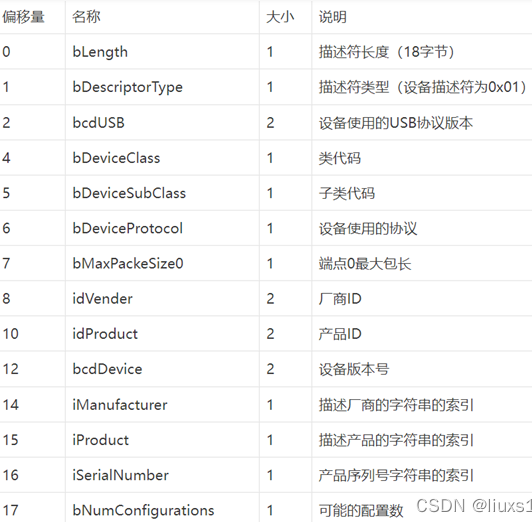 偏移量 名称 大小 说明
0 bLength 1 描述符长度（18字节）
1 bDescriptorType 1 描述符类型（设备描述符为0x01）
2 bcdUSB 2 设备使用的USB协议版本
4 bDeviceClass 1 类代码
5 bDeviceSubClass 1 子类代码
6 bDeviceProtocol 1 设备使用的协议
7 bMaxPackeSize0 1 端点0最大包长
8 idVender 2 厂商ID
10 idProduct 2 产品ID
12 bcdDevice 2 设备版本号
14 iManufacturer 1 描述厂商的字符串的索引
15 iProduct 1 描述产品的字符串的索引
16 iSerialNumber 1 产品序列号字符串的索引
17 bNumConfigurations 1 可能的配置数
CSDN @liuxs1